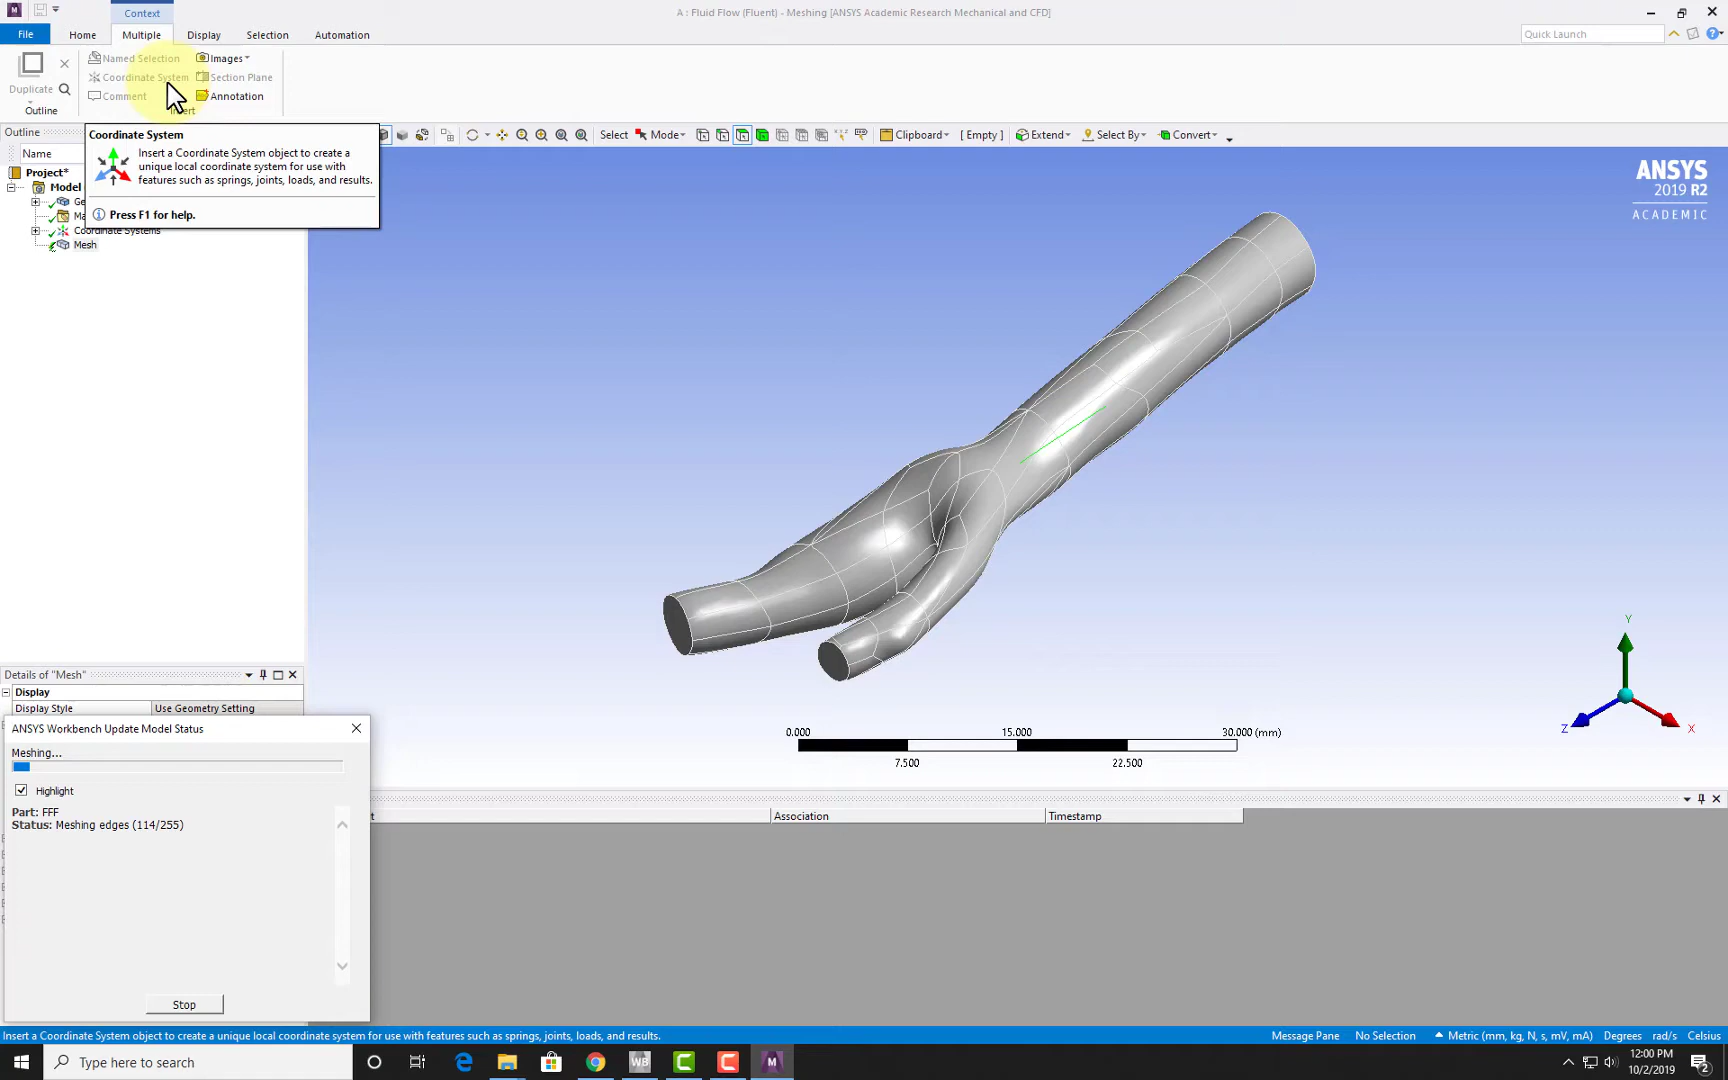 Context
A : Fluid Flow (Fluent) - Meshing [ANSYS Academic Research Mechanical and CFD]
File Home Multiple Display Selection Automation
Quick Launch
Duplicate
Outline
Named Selection
Coordinate System
Comment
Images
Section Plane
Annotation
Insert
Select Mode Clipboard [ Empty ] Extend Select By Convert
Outline
Name
Project*
Model
Ge
Ma
Coordinate Systems
Mesh
Coordinate System
Insert a Coordinate System object to create a
unique local coordinate system for use with
features such as springs, joints, loads, and results.
Press F1 for help.
ANSYS
2019 R2
ACADEMIC
Y
Z
X
0.000 15.000 30.000 (mm)
7.500 22.500
Details of "Mesh"
Display
Display Style Use Geometry Setting
ANSYS Workbench Update Model Status
Meshing...
Highlight
Part: FFF
Status: Meshing edges (114/255)
Stop
t Association Timestamp
Insert a Coordinate System object to create a unique local coordinate system for use with features such as springs, joints, loads, and results.
Message Pane No Selection Metric (mm, kg, N, s, mV, mA) Degrees rad/s Celsius
Type here to search
WB
M
12:00 PM
10/2/2019
2